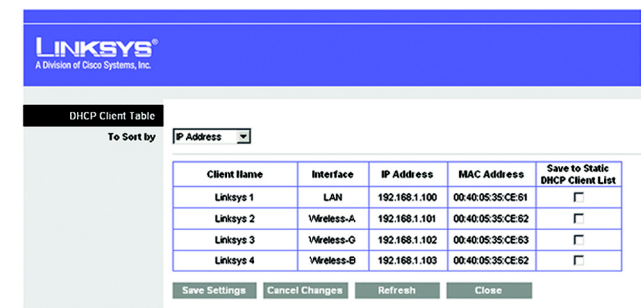 LINKSYS®
A Division of Cisco Systems, Inc.
DHCP Client Table
To Sort by IP Address
Client Name Interface IP Address MAC Address Save to Static DHCP Client List
Linksys 1 LAN 192.168.1.100 00:40:05:35:CE:61
Linksys 2 Wireless-A 192.168.1.101 00:40:05:35:CE:62
Linksys 3 Wireless-G 192.168.1.102 00:40:05:35:CE:63
Linksys 4 Wireless-B 192.168.1.103 00:40:05:35:CE:62
Save Settings Cancel Changes Refresh Close